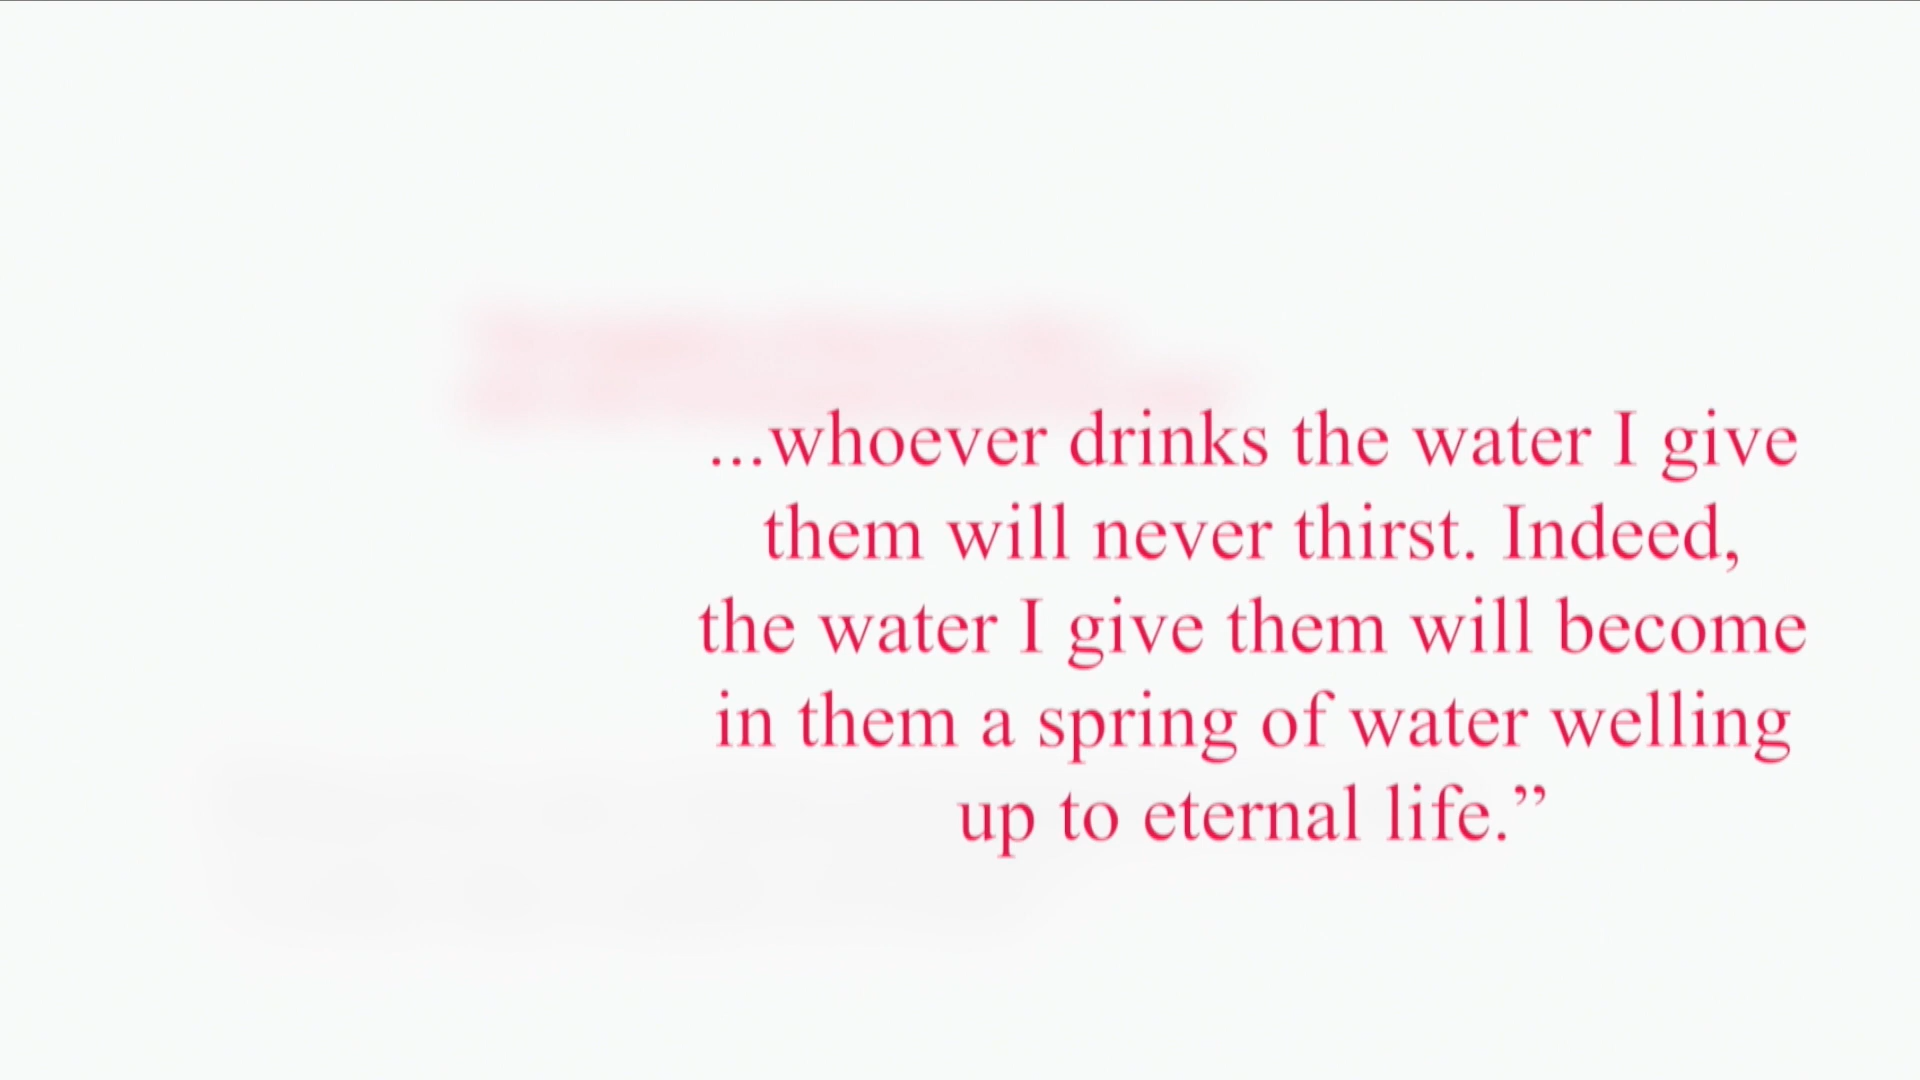 ...whoever drinks the water I give
them will never thirst. Indeed,
the water I give them will become
in them a spring of water welling
up to eternal life.”